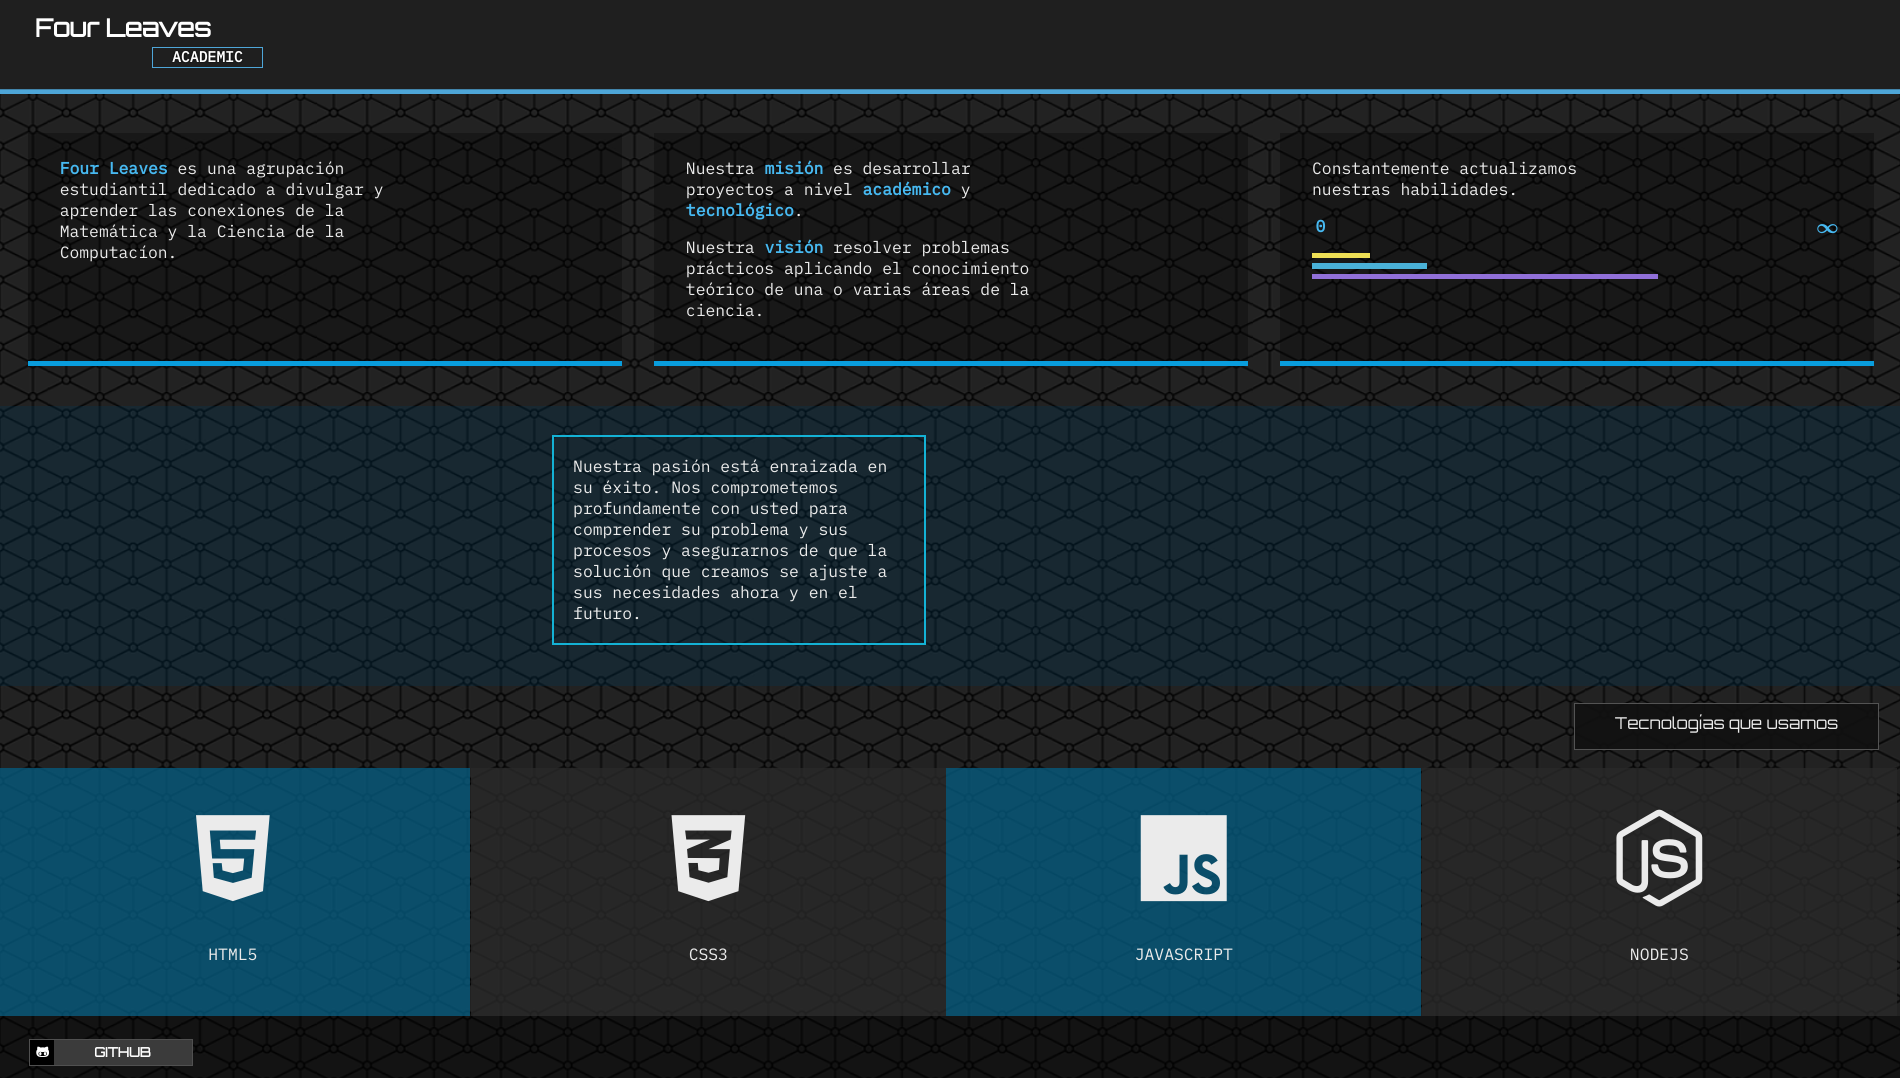 Four Leaves
ACADEMIC
Four Leaves es una agrupación
estudiantil dedicado a divulgar y
aprender las conexiones de la
Matemática y la Ciencia de la
Computacíon.
Nuestra misión es desarrollar
proyectos a nivel académico y
tecnológico.
Nuestra visión resolver problemas
prácticos aplicando el conocimiento
teórico de una o varias áreas de la
ciencia.
Constantemente actualizamos
nuestras habilidades.
0 ∞
Nuestra pasión está enraizada en
su éxito. Nos comprometemos
profundamente con usted para
comprender su problema y sus
procesos y asegurarnos de que la
solución que creamos se ajuste a
sus necesidades ahora y en el
futuro.
Tecnologías que usamos
HTML5
CSS3
JS
JAVASCRIPT
JS
NODEJS
GITHUB